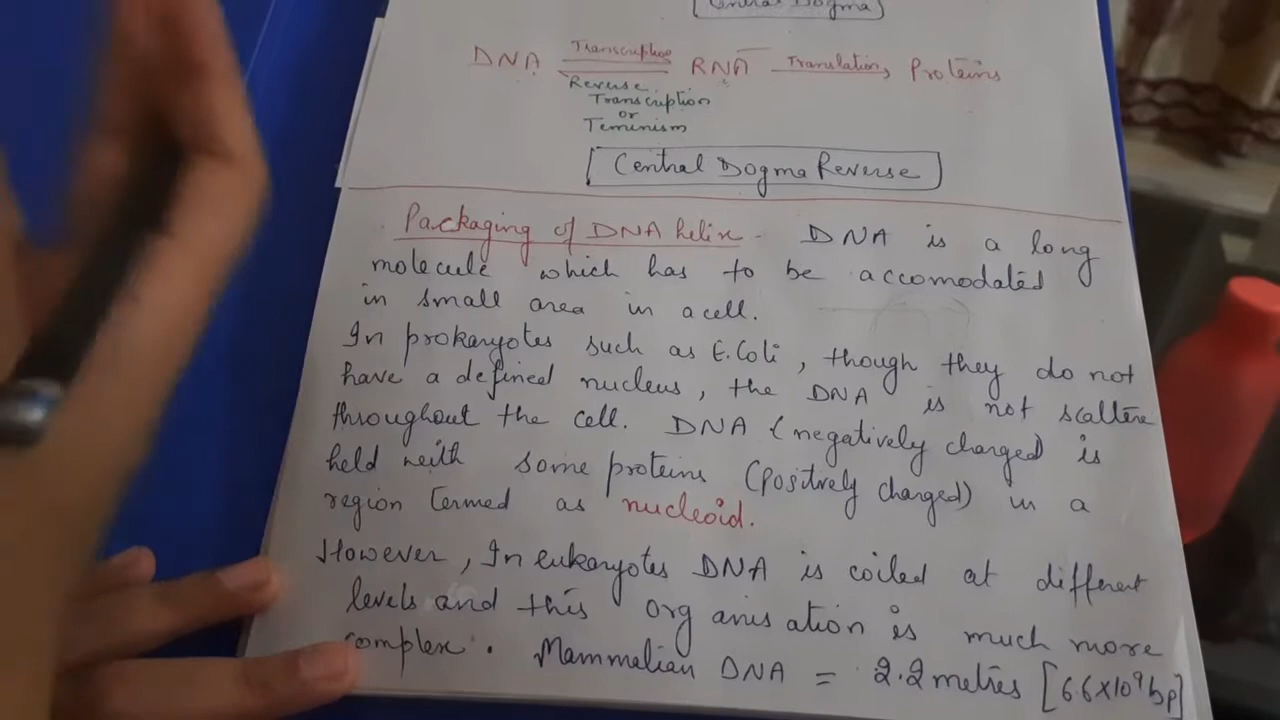 Central Dogma
DNA Transcription RNA Translation Proteins
Reverse
Transcription
or
Teminism
Central Dogma Reverse
Packaging of DNA helix - DNA is a long
molecule which has to be accomodated
in small area in a cell.
In prokaryotes such as E.Coli, though they do not
have a defined nucleus, the DNA is not scattere
throughout the cell. DNA (negatively charged) is
held with some proteins (positively charged) in a
region termed as nucleoid.
However, In eukaryotes DNA is coiled at different
levels and this organisation is much more
complex. Mammalian DNA = 2.2 metres [6.6x10⁹bp]